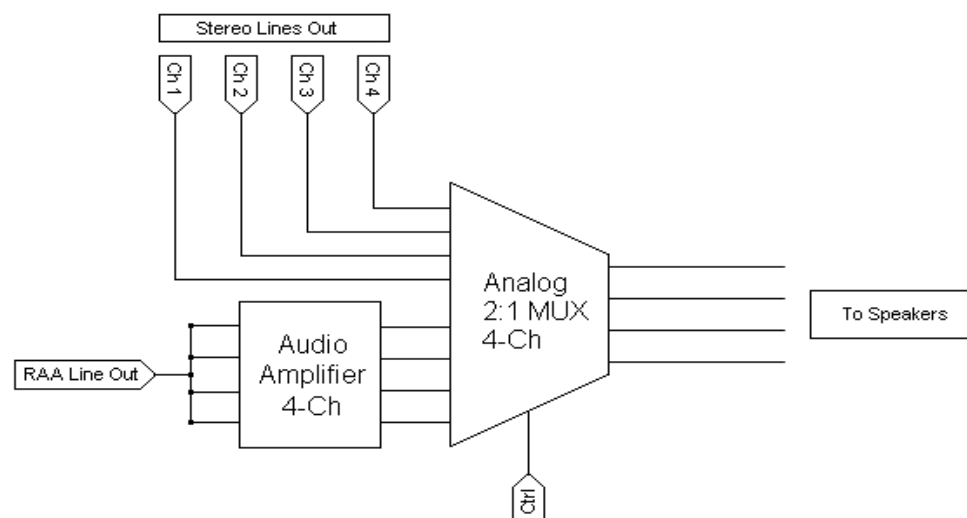 Stereo Lines Out
Ch 1
Ch 2
Ch 3
Ch 4
Analog
2:1 MUX
4-Ch
To Speakers
Audio
Amplifier
4-Ch
RAA Line Out